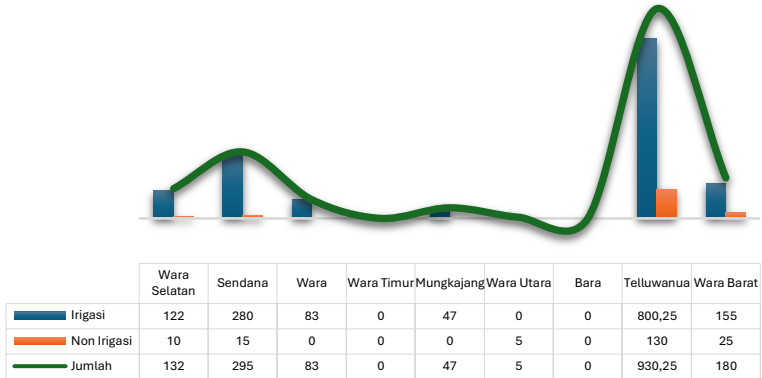 Wara Selatan Sendana Wara Wara Timur Mungkajang Wara Utara Bara Telluwanua Wara Barat
Irigasi 122 280 83 0 47 0 0 800,25 155
Non Irigasi 10 15 0 0 0 5 0 130 25
Jumlah 132 295 83 0 47 5 0 930,25 180